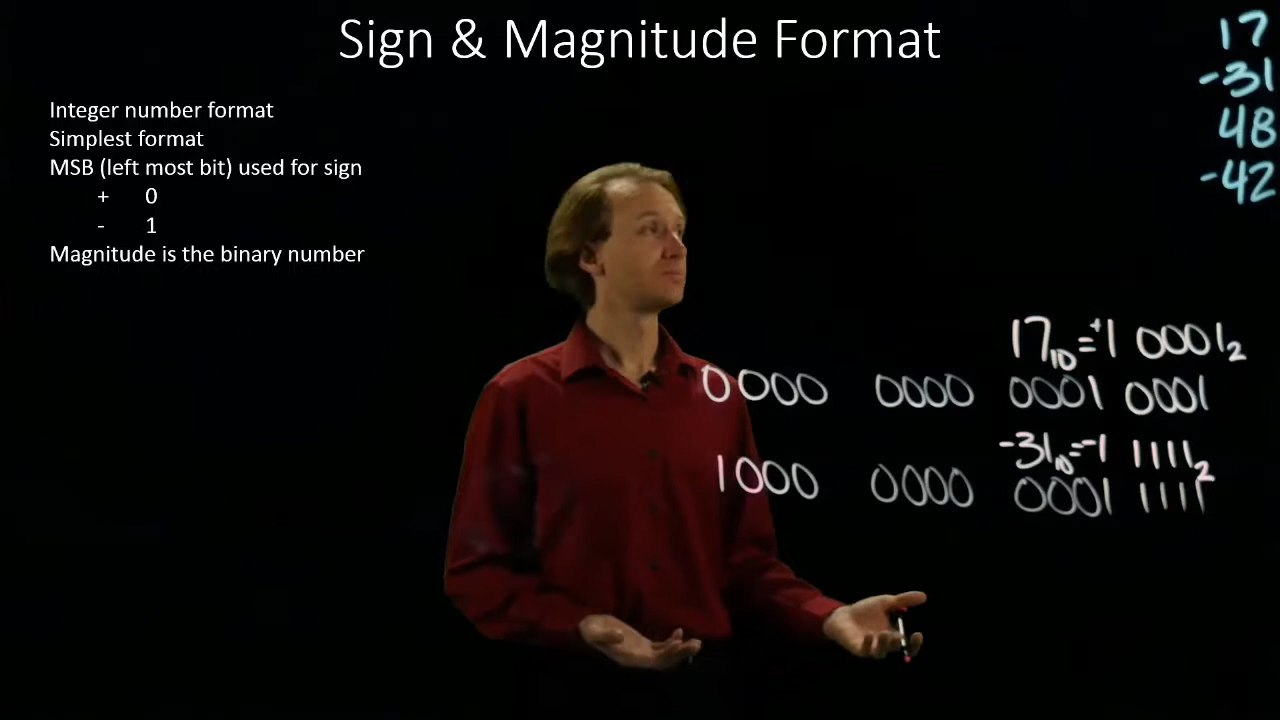 Sign & Magnitude Format
Integer number format
Simplest format
MSB (left most bit) used for sign
+ 0
- 1
Magnitude is the binary number
17
-31
48
-42
17₁₀=+1 0001₂
0000 0000 0001 0001
-31₁₀=-1 1111₂
1000 0000 0001 1111